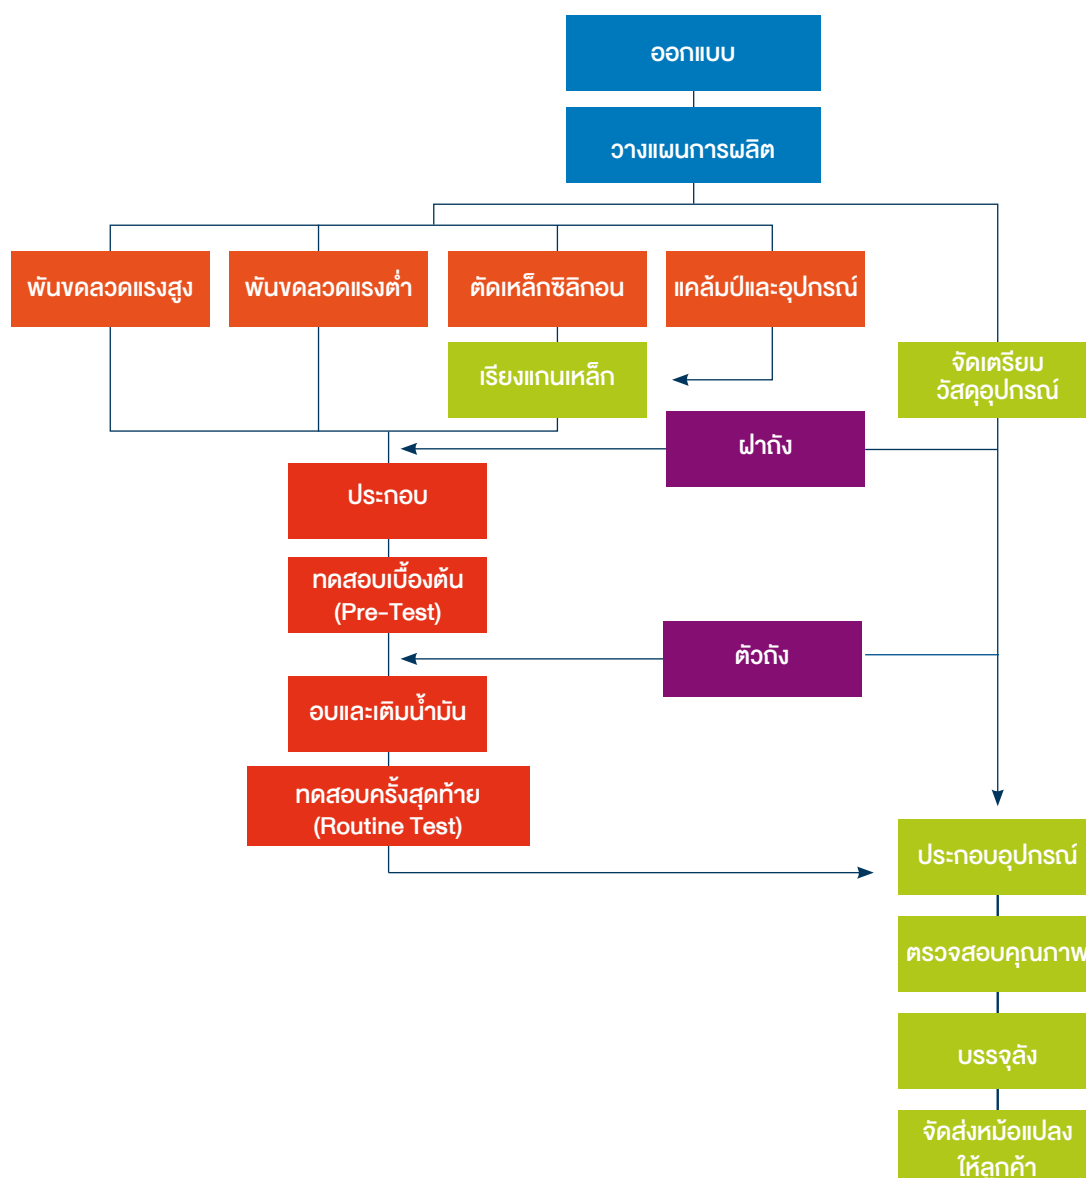 ออกแบบ
วางแผนการผลิต
พันขดลวดแรงสูง
พันขดลวดแรงต่ำ
ตัดเหล็กซิลิกอน
แคล้มป์และอุปกรณ์
เรียงแกนเหล็ก
จัดเตรียม
วัสดุอุปกรณ์
ฝาถัง
ประกอบ
ทดสอบเบื้องต้น
(Pre-Test)
ตัวถัง
อบและเติมน้ำมัน
ทดสอบครั้งสุดท้าย
(Routine Test)
ประกอบอุปกรณ์
ตรวจสอบคุณภาพ
บรรจุลัง
จัดส่งหม้อแปลง
ให้ลูกค้า